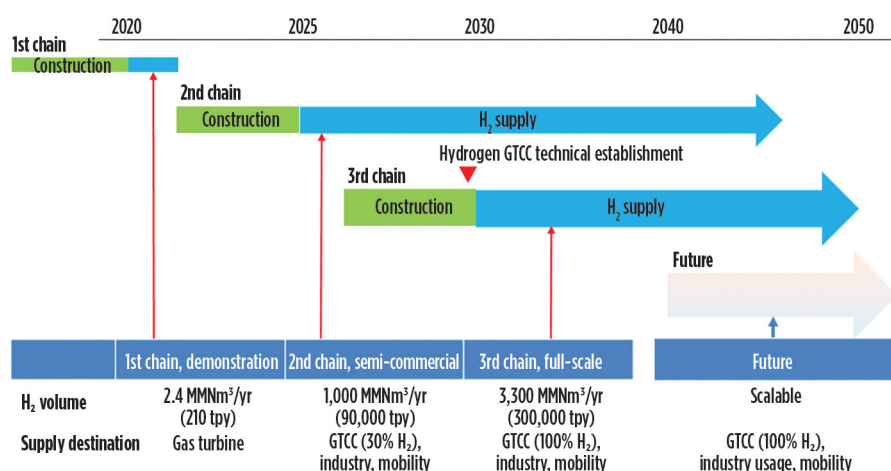 2020 2025 2030 2040 2050
1st chain
Construction
2nd chain
Construction H₂ supply
Hydrogen GTCC technical establishment
3rd chain
Construction H₂ supply
Future
1st chain, demonstration 2nd chain, semi-commercial 3rd chain, full-scale Future
H₂ volume 2.4 MMNm³/yr 1,000 MMNm³/yr 3,300 MMNm³/yr Scalable
(210 tpy) (90,000 tpy) (300,000 tpy)
Supply destination Gas turbine GTCC (30% H₂), GTCC (100% H₂), GTCC (100% H₂),
industry, mobility industry, mobility industry usage, mobility